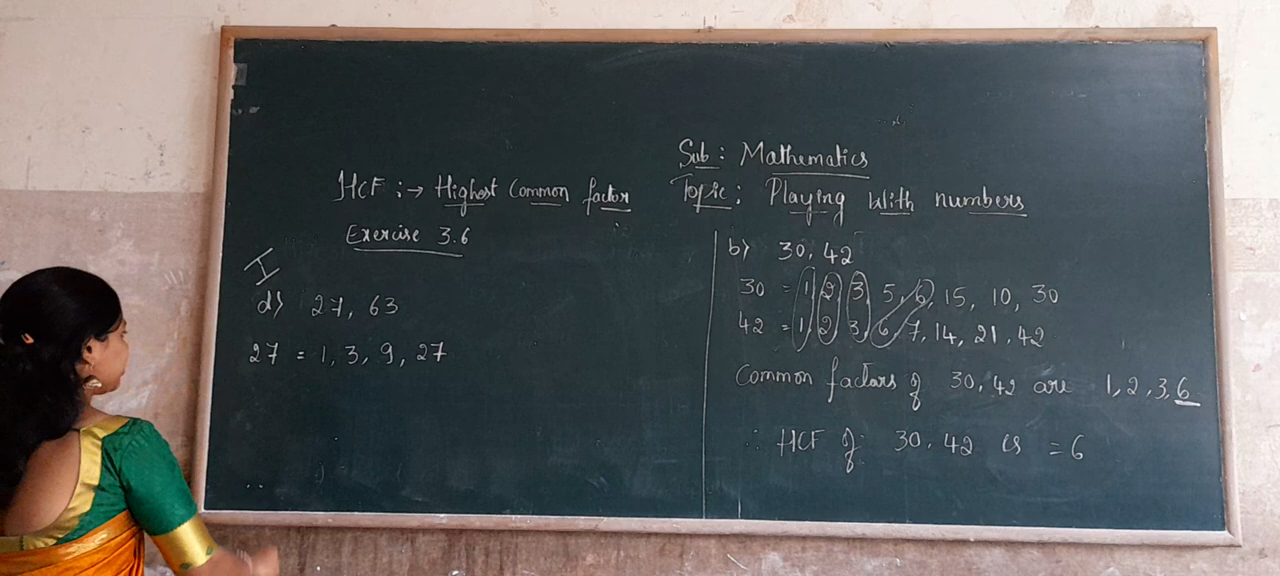 Sub: Mathematics
HCF :→ Highest Common factor
Topic: Playing With numbers
Exercise 3.6
I
d) 27, 63
27 = 1, 3, 9, 27
b) 30, 42
30 = 1, 2, 3, 5, 6, 15, 10, 30
42 = 1, 2, 3, 6, 7, 14, 21, 42
Common factors of 30, 42 are 1, 2, 3, 6
∴ HCF of 30, 42 is = 6